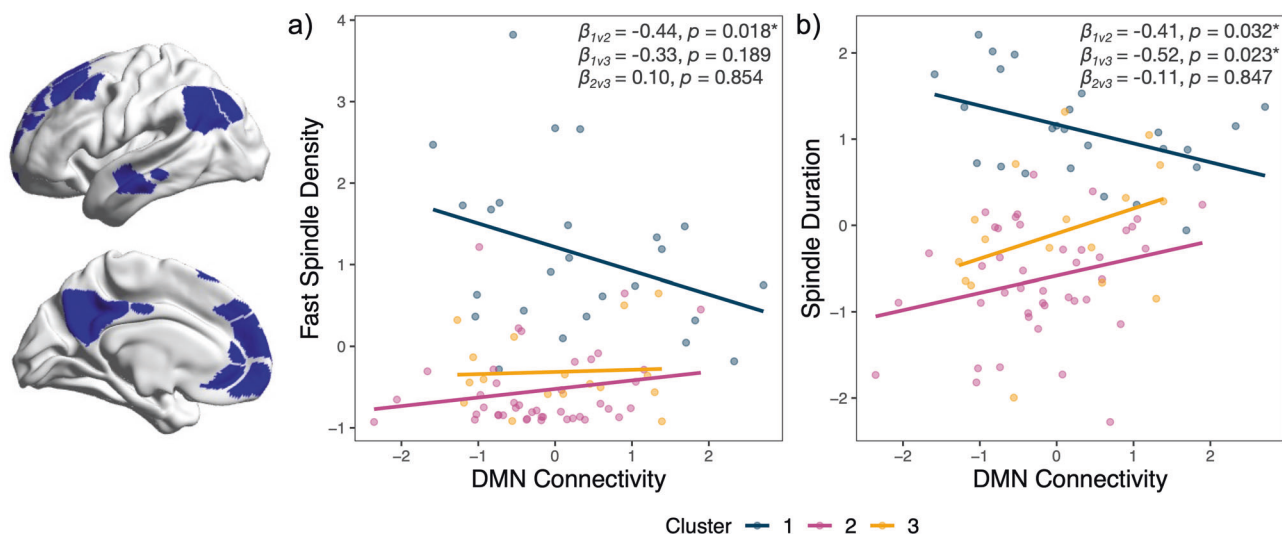 a)
β1v2 = -0.44, p = 0.018*
β1v3 = -0.33, p = 0.189
β2v3 = 0.10, p = 0.854
4
3
2
1
0
−1
Fast Spindle Density
−2
−1
0
1
2
DMN Connectivity
b)
β1v2 = -0.41, p = 0.032*
β1v3 = -0.52, p = 0.023*
β2v3 = -0.11, p = 0.847
2
1
0
−1
−2
Spindle Duration
−2
−1
0
1
2
DMN Connectivity
Cluster 1 2 3